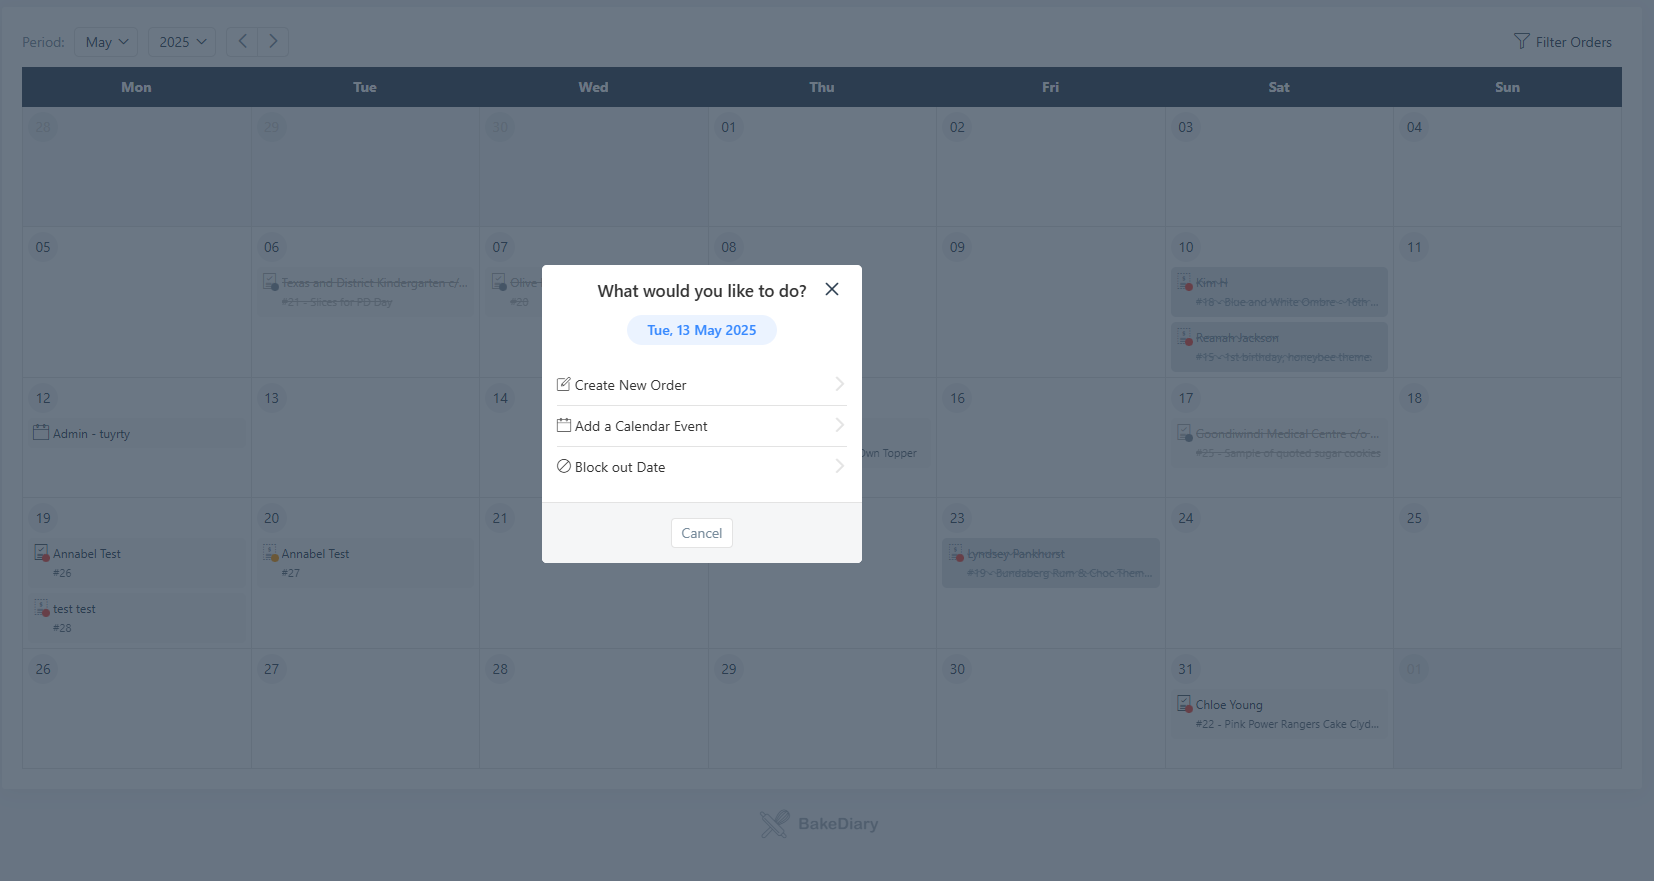 Period: May 2025 Filter Orders
Mon Tue Wed Thu Fri Sat Sun
28 29 30 01 02 03 04
05 06 07 08 09 10 11
Texas and District Kindergarten c/... Olive Kim H
#21 - Slices for PD Day #20 #18 - Blue and White Ombre - 16th ...
Reanah Jackson
#15 - 1st birthday, honeybee theme.
What would you like to do?
Tue, 13 May 2025
Create New Order
Add a Calendar Event
Block out Date
Cancel
12 13 14 16 17 18
Admin - tuyrty Goondiwindi Medical Centre c/o ...
Own Topper #25 - Sample of quoted sugar cookies
19 20 21 23 24 25
Annabel Test Annabel Test Lyndsey Pankhurst
#26 #27 #19 - Bundaberg Rum & Choc Them...
test test
#28
26 27 28 29 30 31 01
Chloe Young
#22 - Pink Power Rangers Cake Clyd...
BakeDiary